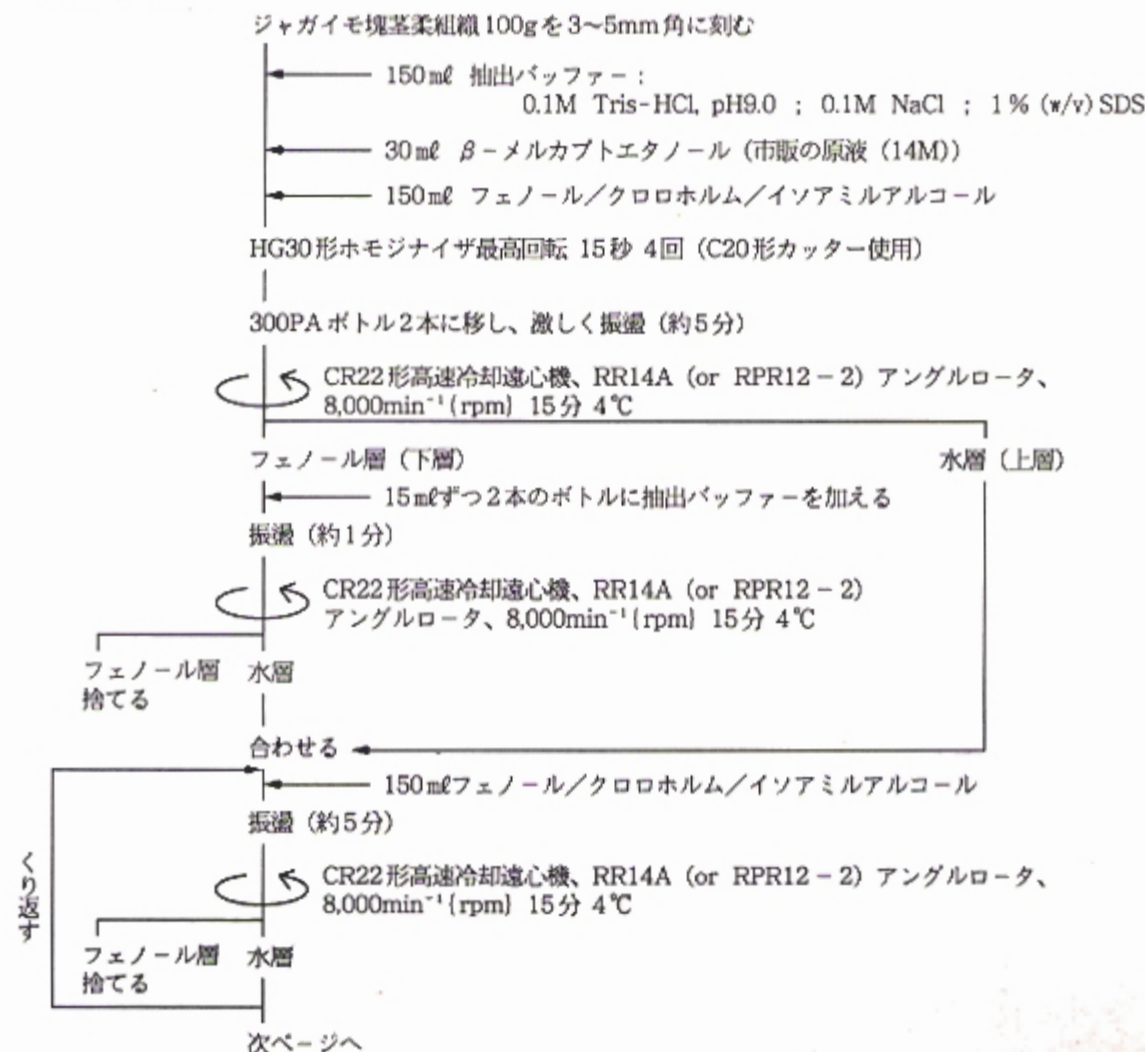 ジャガイモ塊茎柔組織100gを3~5mm角に刻む
150㎖ 抽出バッファー：
0.1M Tris-HCl, pH9.0 ; 0.1M NaCl ; 1% (w/v) SDS
30㎖ β-メルカプトエタノール (市販の原液 (14M))
150㎖ フェノール/クロロホルム/イソアミルアルコール
HG30形ホモジナイザ最高回転 15秒 4回 (C20形カッター使用)
300PAボトル2本に移し、激しく振盪 (約5分)
CR22形高速冷却遠心機、RR14A (or RPR12-2) アングルロータ、
8,000min⁻¹{rpm} 15分 4℃
フェノール層 (下層)
水層 (上層)
15㎖ずつ2本のボトルに抽出バッファーを加える
振盪 (約1分)
CR22形高速冷却遠心機、RR14A (or RPR12-2)
アングルロータ、8,000min⁻¹{rpm} 15分 4℃
フェノール層 水層
捨てる
合わせる
150㎖フェノール/クロロホルム/イソアミルアルコール
振盪 (約5分)
くり返す
CR22形高速冷却遠心機、RR14A (or RPR12-2) アングルロータ、
8,000min⁻¹{rpm} 15分 4℃
フェノール層 水層
捨てる
次ページへ